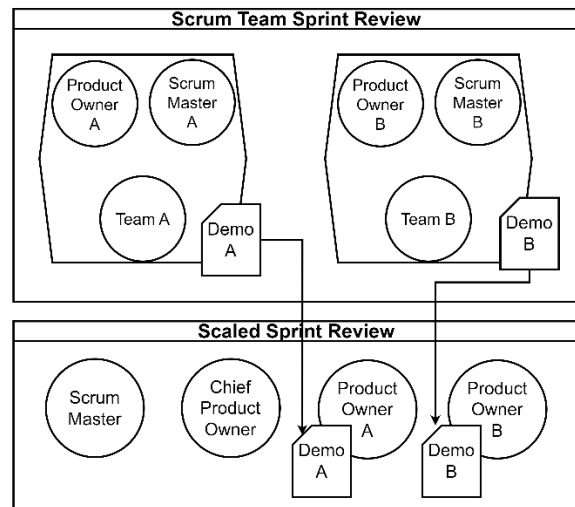 Scrum Team Sprint Review
Product
Owner
A
Scrum
Master
A
Team A
Demo
A
Product
Owner
B
Scrum
Master
B
Team B
Demo
B
Scaled Sprint Review
Scrum
Master
Chief
Product
Owner
Product
Owner
A
Demo
A
Product
Owner
B
Demo
B